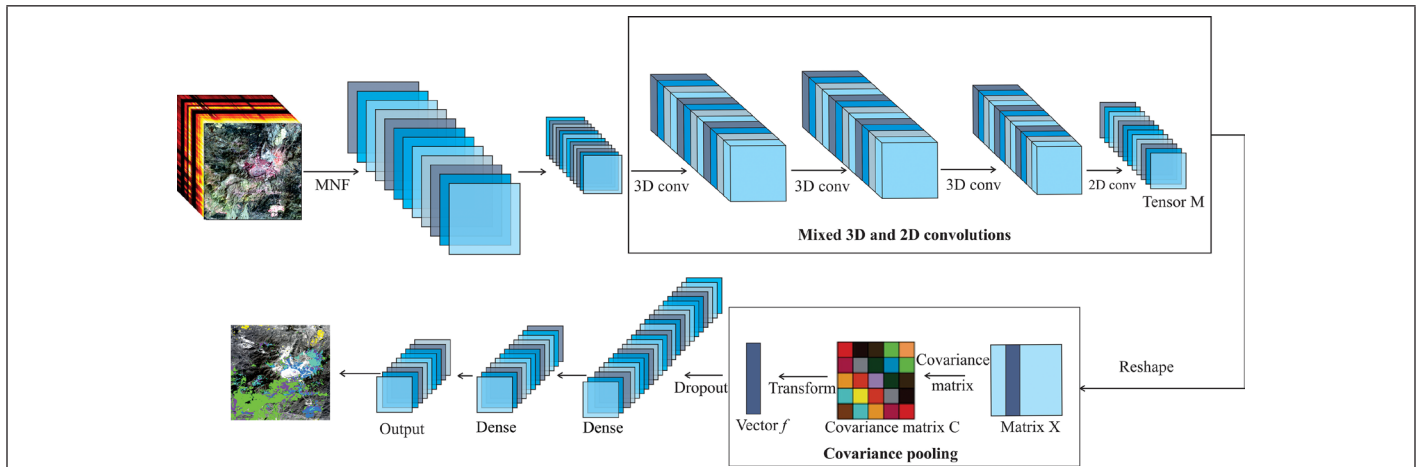 MNF
3D conv
3D conv
3D conv
2D conv
Tensor M
Mixed 3D and 2D convolutions
Reshape
Covariance
matrix
Matrix X
Covariance matrix C
Transform
Vector f
Covariance pooling
Dropout
Dense
Dense
Output